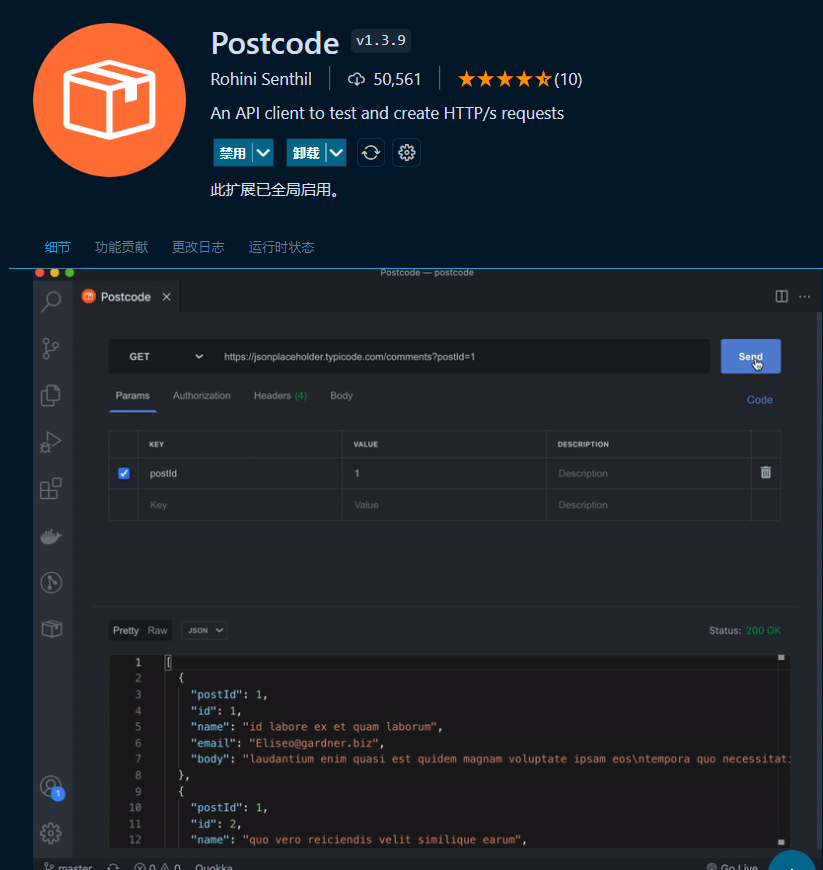 Postcode v1.3.9
Rohini Senthil 50,561 (10)
An API client to test and create HTTP/s requests
禁用 卸载
此扩展已全局启用。
细节 功能贡献 更改日志 运行时状态
Postcode — postcode
Postcode
GET https://jsonplaceholder.typicode.com/comments?postId=1 Send
Params Authorization Headers (4) Body Code
KEY VALUE DESCRIPTION
postId 1 Description
Key Value Description
Pretty Raw JSON Status: 200 OK
1 [
2 {
3 "postId": 1,
4 "id": 1,
5 "name": "id labore ex et quam laborum",
6 "email": "Eliseo@gardner.biz",
7 "body": "laudantium enim quasi est quidem magnam voluptate ipsam eos\ntempora quo necessitati
8 },
9 {
10 "postId": 1,
11 "id": 2,
12 "name": "quo vero reiciendis velit similique earum",
1
master 0 0 Quokka Go Live